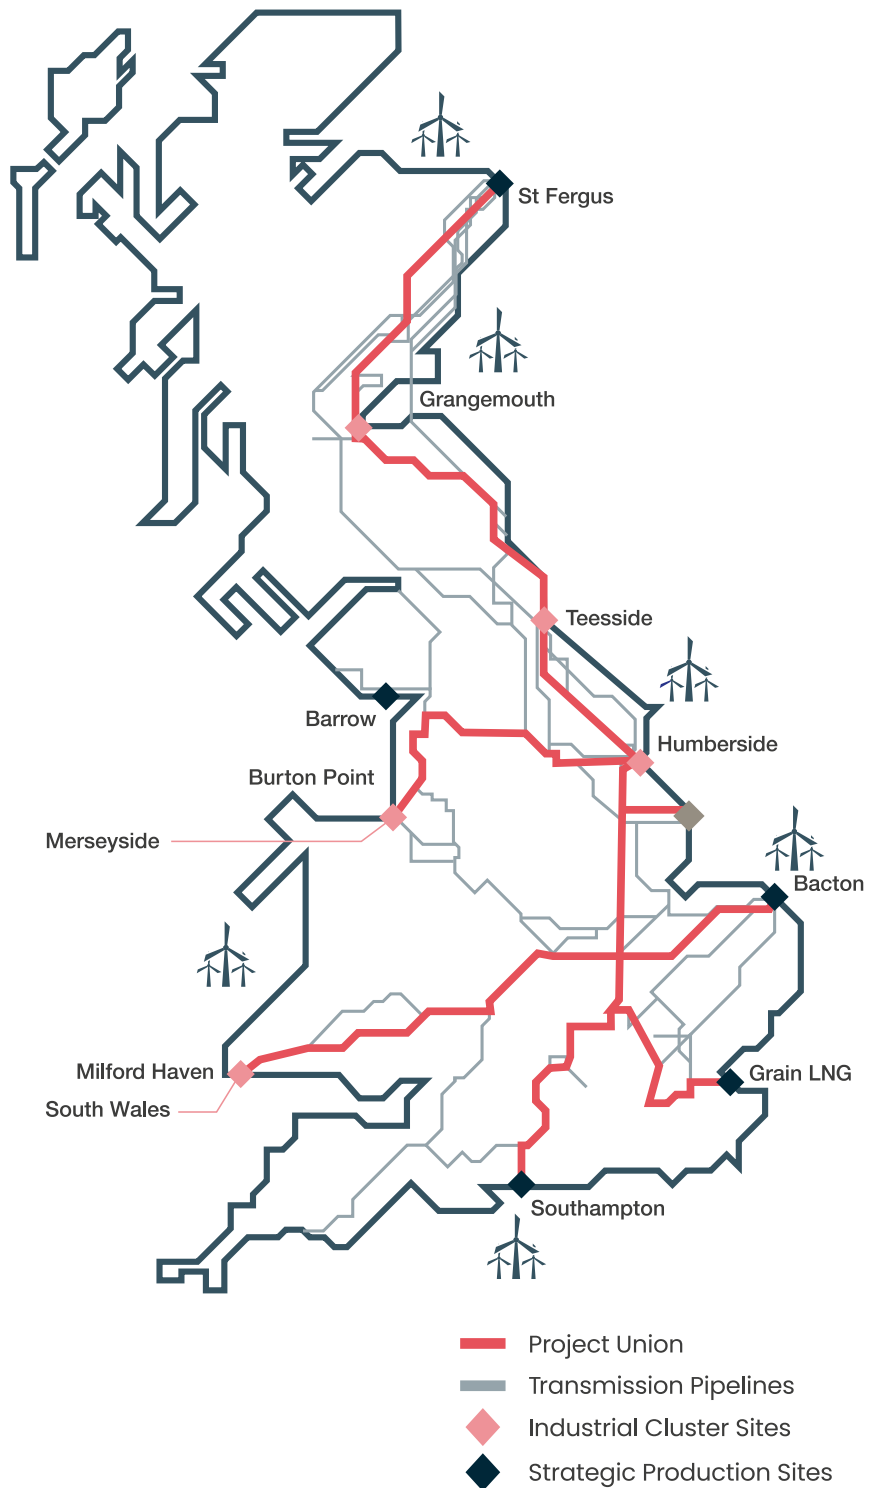 St Fergus
Grangemouth
Teesside
Barrow
Humberside
Burton Point
Merseyside
Bacton
Milford Haven
Grain LNG
South Wales
Southampton
Project Union
Transmission Pipelines
Industrial Cluster Sites
Strategic Production Sites